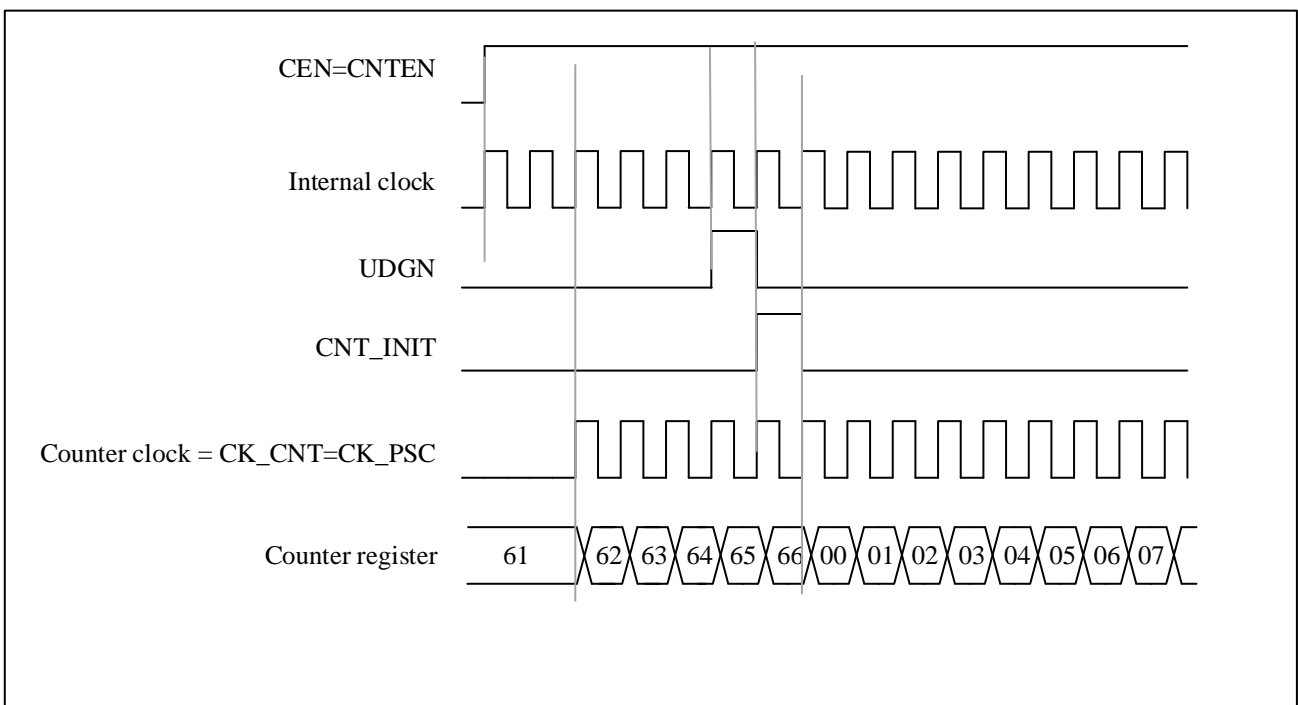 CEN=CNTEN
Internal clock
UDGN
CNT_INIT
Counter clock = CK_CNT=CK_PSC
Counter register 61 62 63 64 65 66 00 01 02 03 04 05 06 07